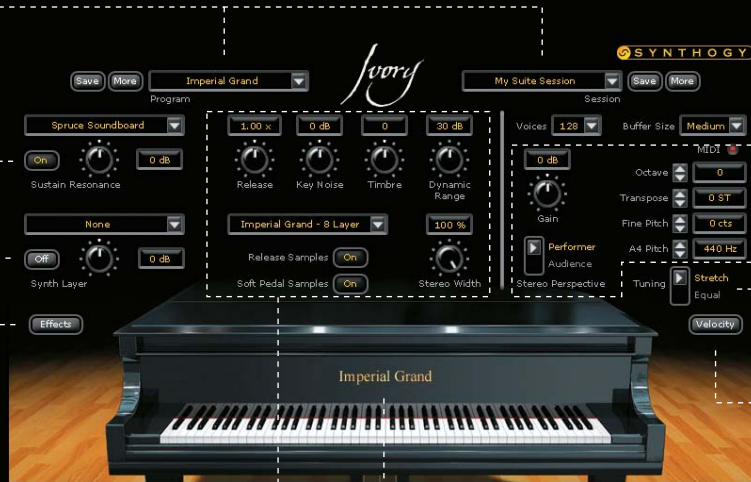 SYNTHOGY
Ivory
Save More Imperial Grand
Program
My Suite Session Save More
Session
Spruce Soundboard
On 0 dB
Sustain Resonance
None
Off 0 dB
Synth Layer
Effects
1.00 x 0 dB 0 30 dB
Release Key Noise Timbre Dynamic
Range
Imperial Grand - 8 Layer 100 %
Release Samples On
Soft Pedal Samples On Stereo Width
Voices 128 Buffer Size Medium
MIDI
0 dB
Gain
Performer
Audience
Stereo Perspective
Octave 0
Transpose 0 ST
Fine Pitch 0 cts
A4 Pitch 440 Hz
Tuning Stretch
Equal
Velocity
Imperial Grand